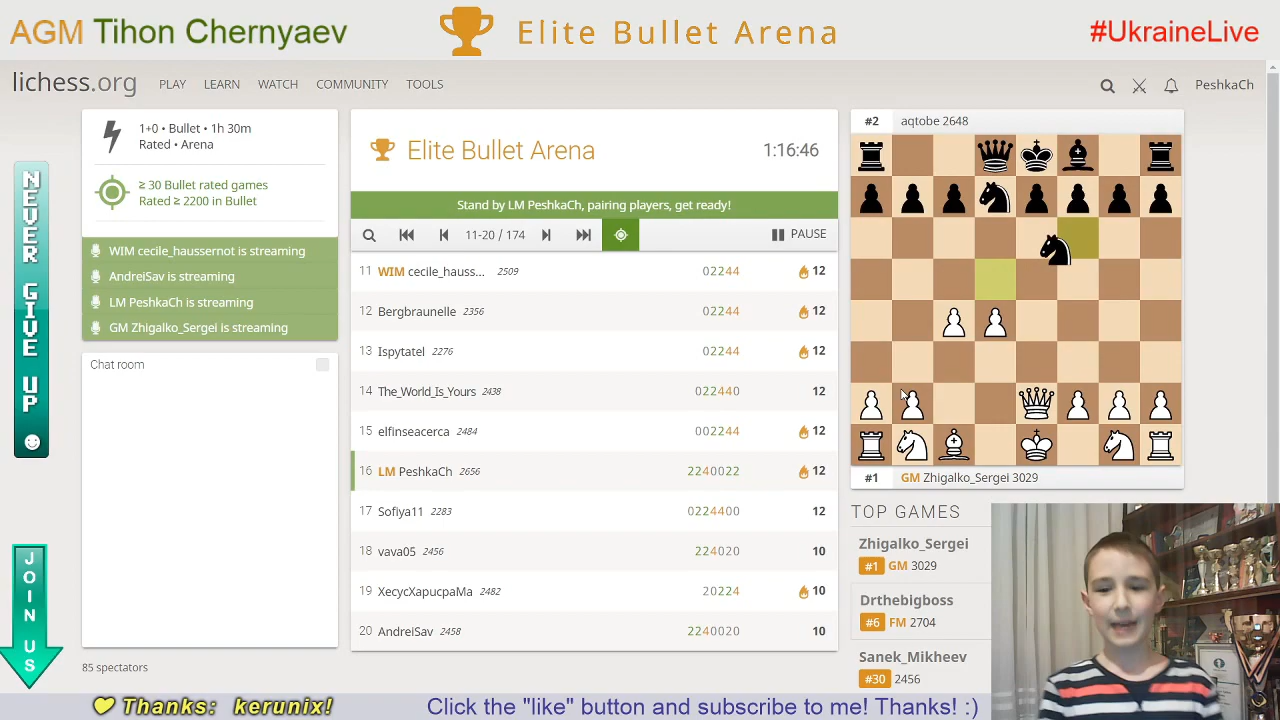 AGM Tihon Chernyaev
Elite Bullet Arena
#UkraineLive
lichess.org
PLAY LEARN WATCH COMMUNITY TOOLS
PeshkaCh
NEVER GIVE UP
JOIN US
1+0 • Bullet • 1h 30m
Rated • Arena
≥ 30 Bullet rated games
Rated ≥ 2200 in Bullet
WIM cecile_haussernot is streaming
AndreiSav is streaming
LM PeshkaCh is streaming
GM Zhigalko_Sergei is streaming
Chat room
85 spectators
Elite Bullet Arena
1:16:46
Stand by LM PeshkaCh, pairing players, get ready!
11-20 / 174
PAUSE
11 WIM cecile_hauss... 2509 02244 12
12 Bergbraunelle 2356 02244 12
13 Ispytatel 2276 02244 12
14 The_World_Is_Yours 2438 022440 12
15 elfinseacerca 2484 002244 12
16 LM PeshkaCh 2656 2240022 12
17 Sofiya11 2283 0224400 12
18 vava05 2456 224020 10
19 XecycXapucpaMa 2482 20224 10
20 AndreiSav 2458 2240020 10
#2 aqtobe 2648
#1 GM Zhigalko_Sergei 3029
TOP GAMES
Zhigalko_Sergei
#1 GM 3029
Drthebigboss
#6 FM 2704
Sanek_Mikheev
#30 2456
Thanks: kerunix!
Click the "like" button and subscribe to me! Thanks! :)